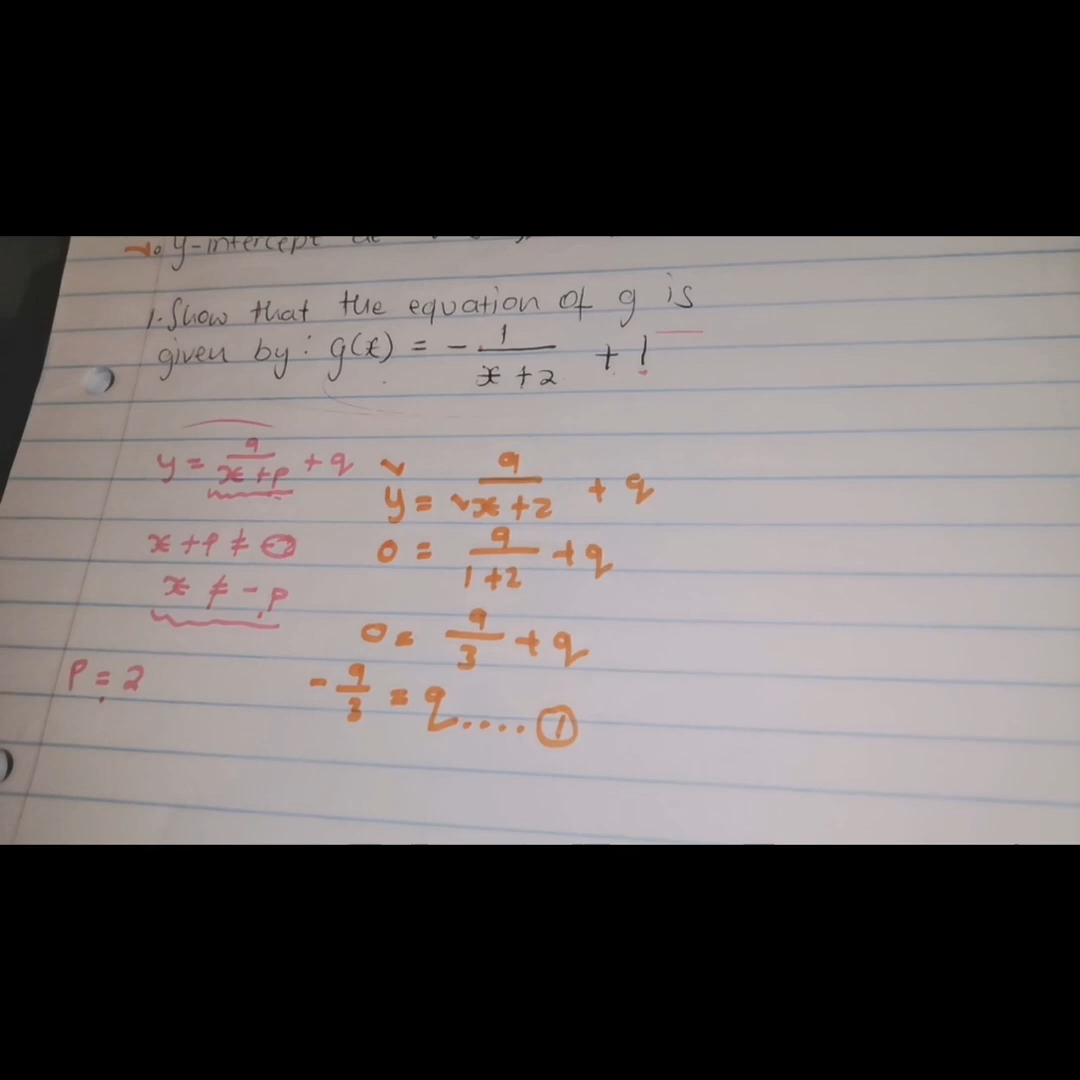 y-intercept at
1. Show that the equation of g is
given by: g(x) = - 1/(x+2) + 1
y = a/(x+p) + q
x + p ≠ 0
x ≠ -p
p = 2
y = a/(x+2) + q
0 = a/(1+2) + q
0 = a/3 + q
-a/3 = q .... ①